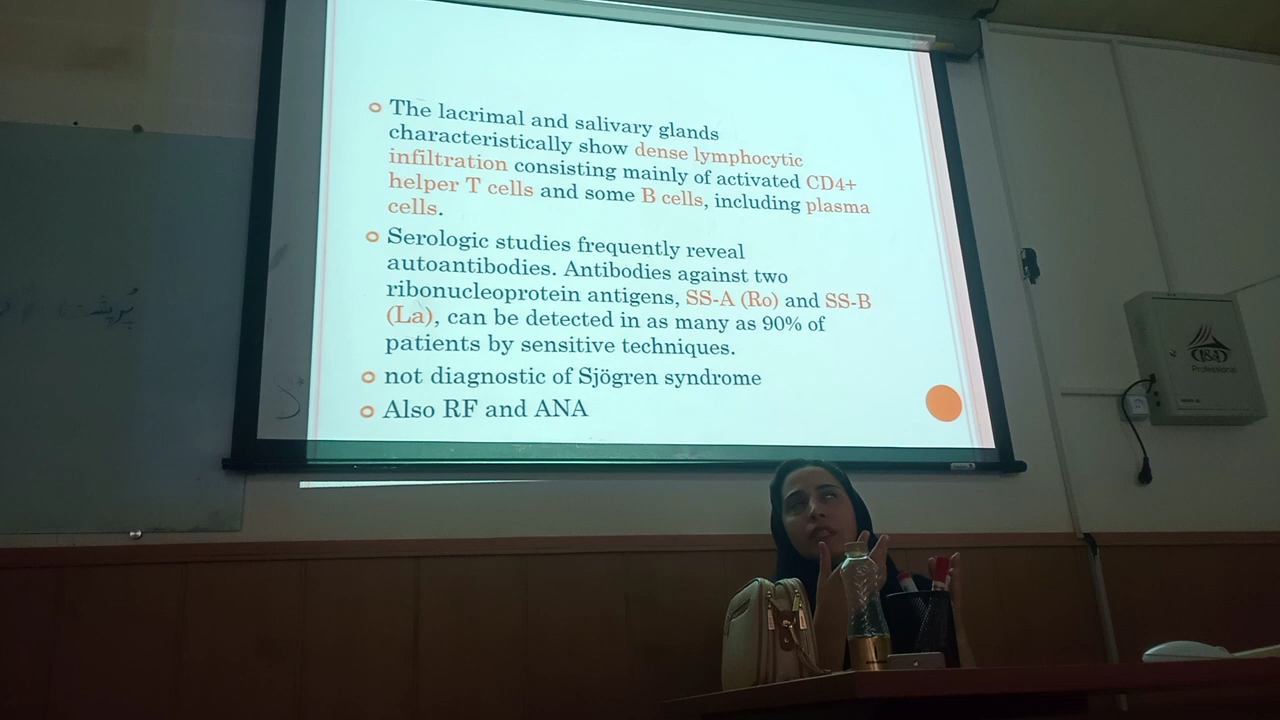 The lacrimal and salivary glands
characteristically show dense lymphocytic
infiltration consisting mainly of activated CD4+
helper T cells and some B cells, including plasma
cells.
Serologic studies frequently reveal
autoantibodies. Antibodies against two
ribonucleoprotein antigens, SS-A (Ro) and SS-B
(La), can be detected in as many as 90% of
patients by sensitive techniques.
not diagnostic of Sjögren syndrome
Also RF and ANA
Professional